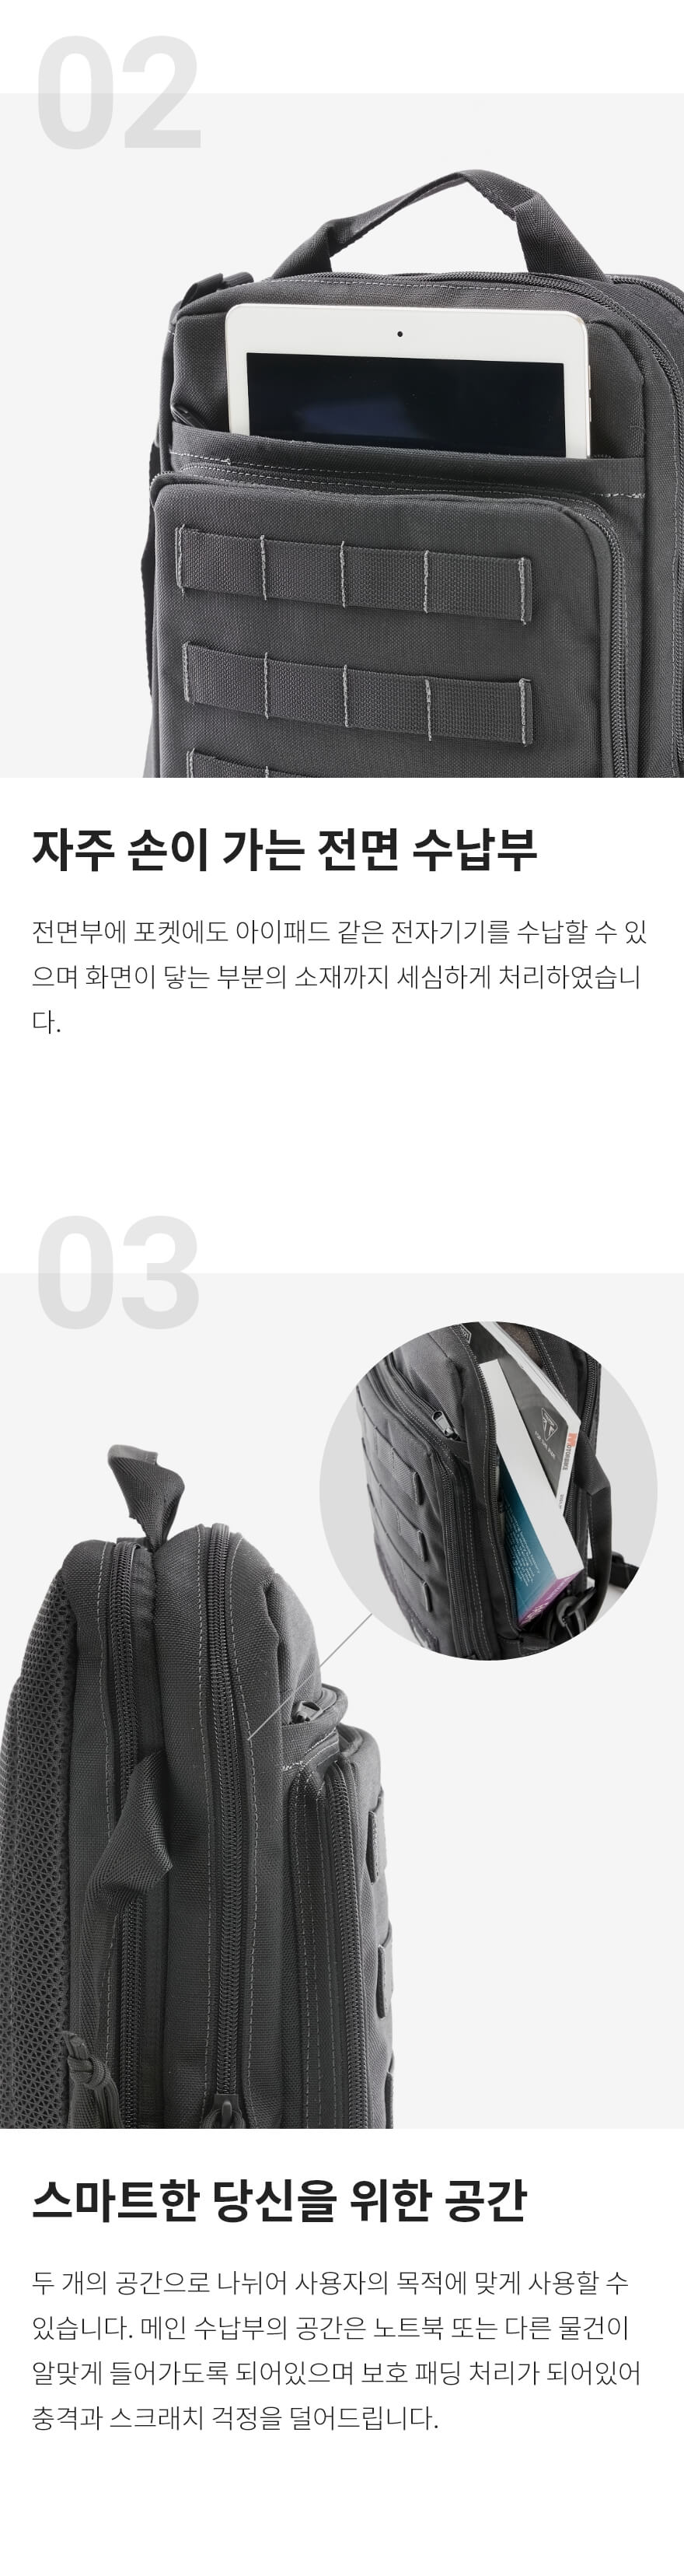 02
자주 손이 가는 전면 수납부
전면부에 포켓에도 아이패드 같은 전자기기를 수납할 수 있
으며 화면이 닿는 부분의 소재까지 세심하게 처리하였습니
다.
03
스마트한 당신을 위한 공간
두 개의 공간으로 나뉘어 사용자의 목적에 맞게 사용할 수
있습니다. 메인 수납부의 공간은 노트북 또는 다른 물건이
알맞게 들어가도록 되어있으며 보호 패딩 처리가 되어있어
충격과 스크래치 걱정을 덜어드립니다.